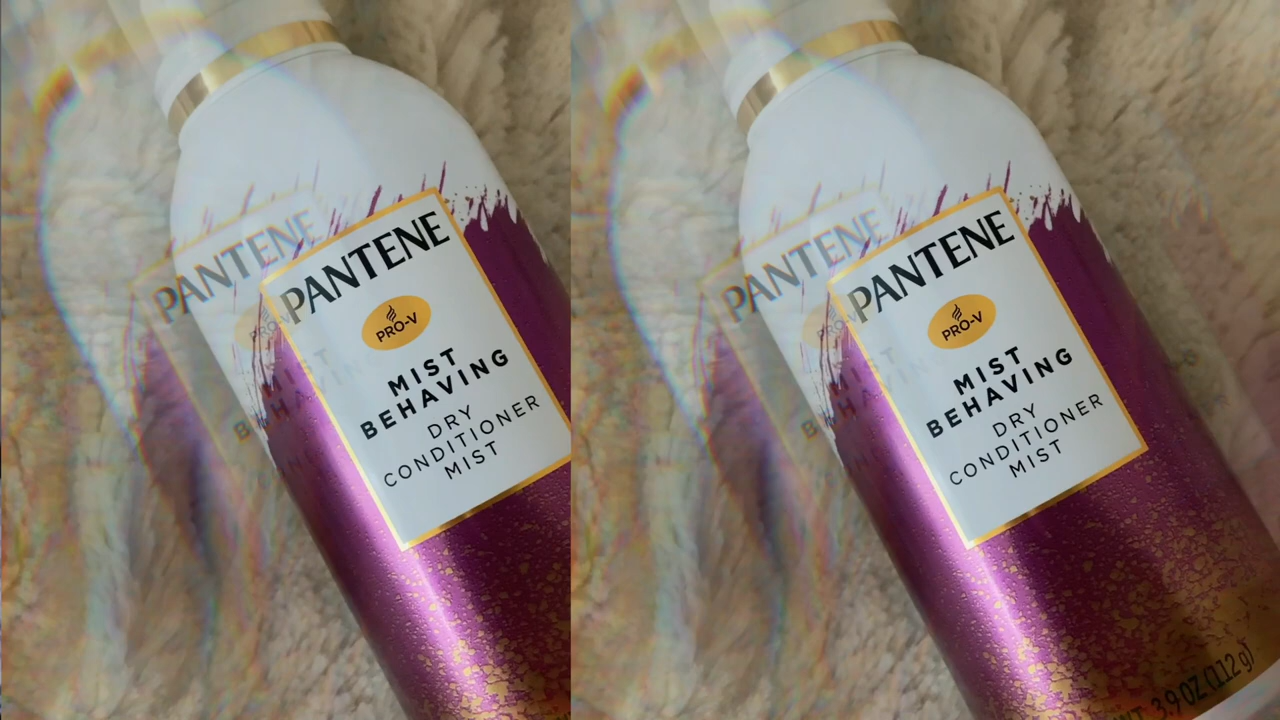 PANTENE
PRO-V
MIST
BEHAVING
DRY
CONDITIONER
MIST
PANTENE
PRO-V
MIST
BEHAVING
DRY
CONDITIONER
MIST
3.9 OZ (112 g)